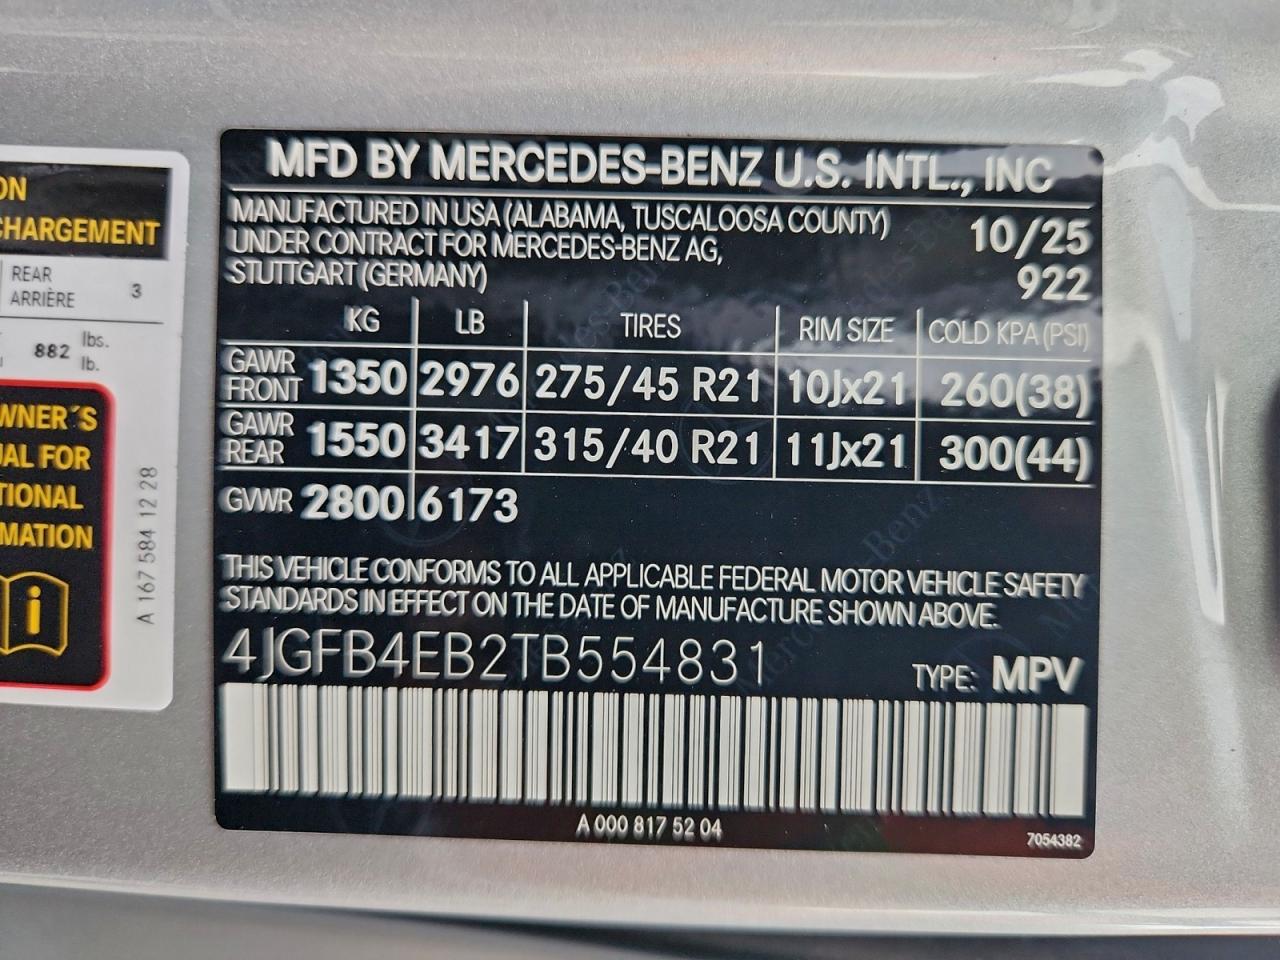 ON
CHARGEMENT
REAR
ARRIÈRE
3
882
lbs.
lb.
WNER´S
UAL FOR
TIONAL
MATION
i
A 167 584 12 28
MFD BY MERCEDES-BENZ U.S. INTL., INC
MANUFACTURED IN USA (ALABAMA, TUSCALOOSA COUNTY) 10/25
UNDER CONTRACT FOR MERCEDES-BENZ AG,
STUTTGART (GERMANY) 922
KG LB TIRES RIM SIZE COLD KPA (PSI)
GAWR FRONT 1350 2976 275/45 R21 10Jx21 260(38)
GAWR REAR 1550 3417 315/40 R21 11Jx21 300(44)
GVWR 2800 6173
THIS VEHICLE CONFORMS TO ALL APPLICABLE FEDERAL MOTOR VEHICLE SAFETY
STANDARDS IN EFFECT ON THE DATE OF MANUFACTURE SHOWN ABOVE.
4JGFB4EB2TB554831 TYPE: MPV
A 000 817 52 04
7054382